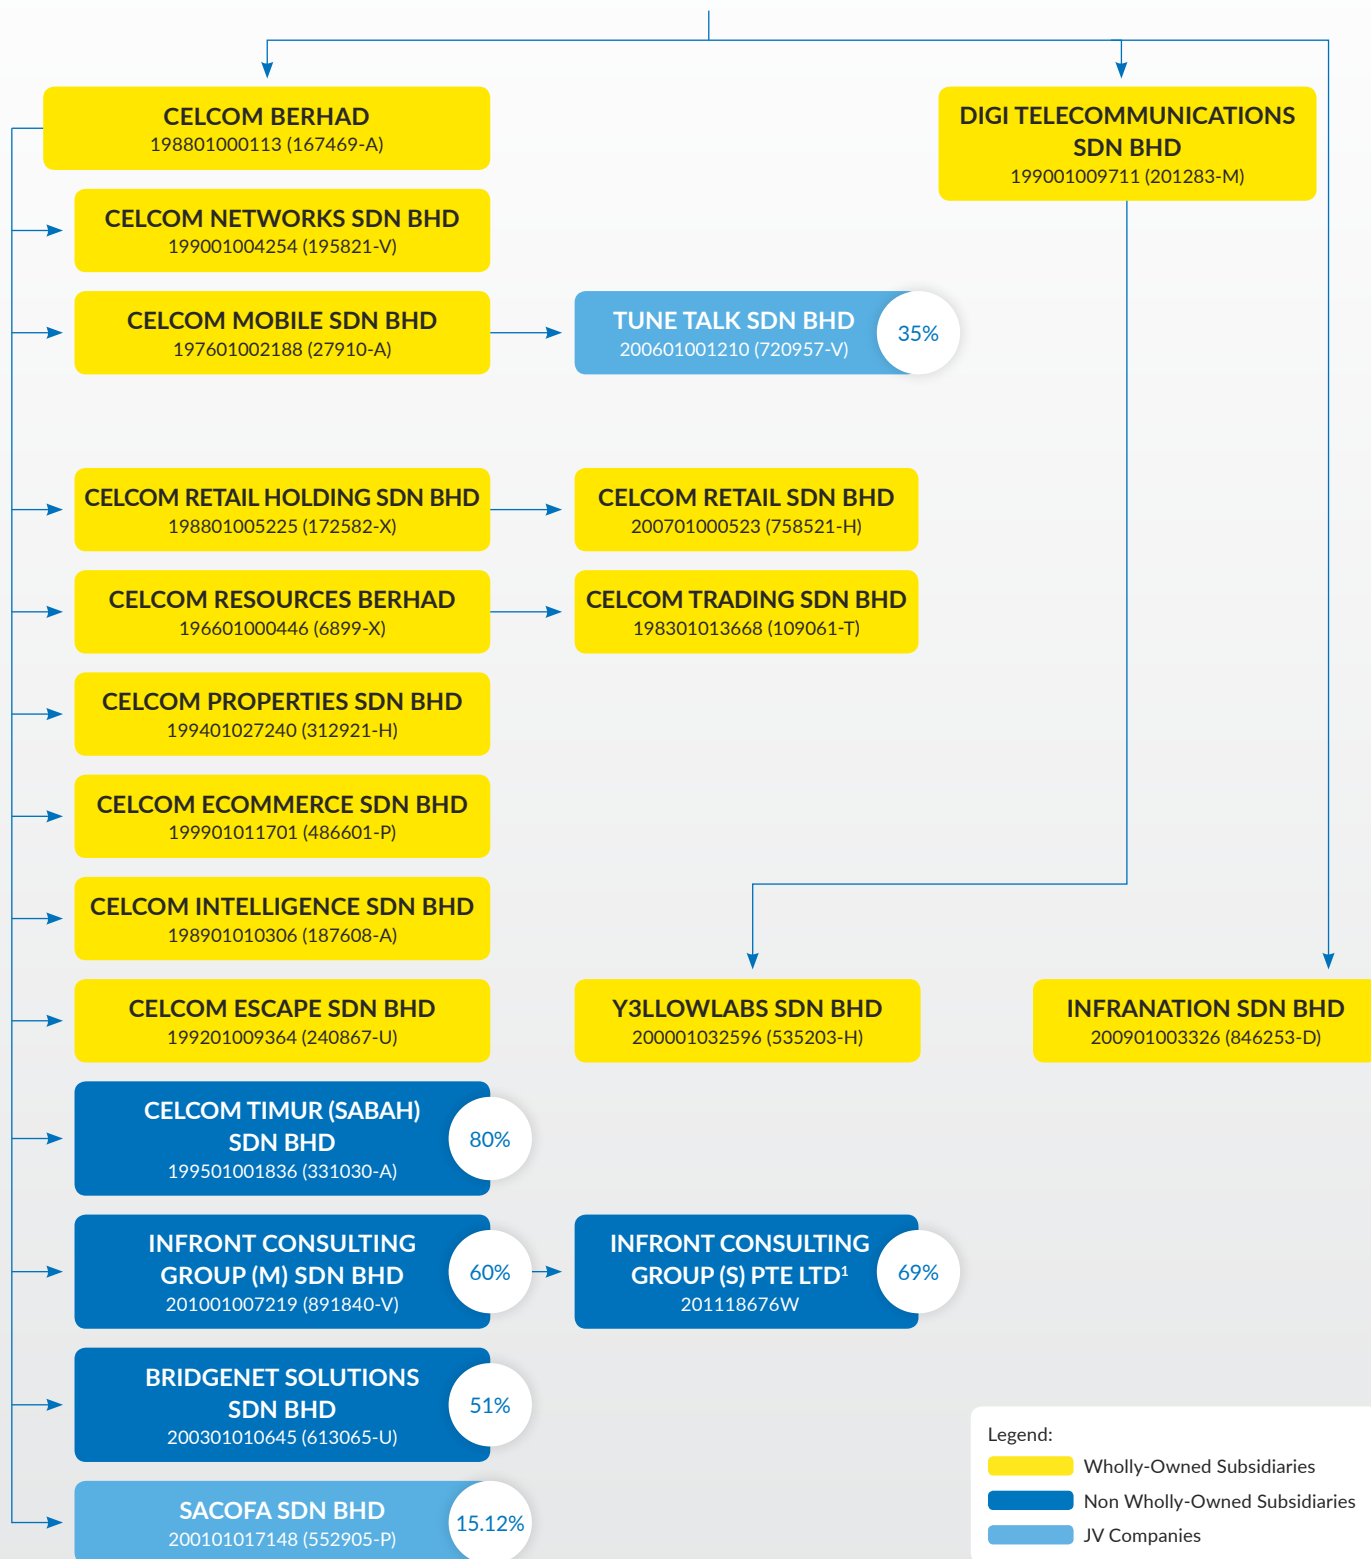 CELCOM BERHAD
198801000113 (167469-A)
DIGI TELECOMMUNICATIONS
SDN BHD
199001009711 (201283-M)
CELCOM NETWORKS SDN BHD
199001004254 (195821-V)
CELCOM MOBILE SDN BHD
197601002188 (27910-A)
TUNE TALK SDN BHD
200601001210 (720957-V)
35%
CELCOM RETAIL HOLDING SDN BHD
198801005225 (172582-X)
CELCOM RETAIL SDN BHD
200701000523 (758521-H)
CELCOM RESOURCES BERHAD
196601000446 (6899-X)
CELCOM TRADING SDN BHD
198301013668 (109061-T)
CELCOM PROPERTIES SDN BHD
199401027240 (312921-H)
CELCOM ECOMMERCE SDN BHD
199901011701 (486601-P)
CELCOM INTELLIGENCE SDN BHD
198901010306 (187608-A)
CELCOM ESCAPE SDN BHD
199201009364 (240867-U)
Y3LLOWLABS SDN BHD
200001032596 (535203-H)
INFRANATION SDN BHD
200901003326 (846253-D)
CELCOM TIMUR (SABAH)
SDN BHD
199501001836 (331030-A)
80%
INFRONT CONSULTING
GROUP (M) SDN BHD
201001007219 (891840-V)
60%
INFRONT CONSULTING
GROUP (S) PTE LTD¹
201118676W
69%
BRIDGENET SOLUTIONS
SDN BHD
200301010645 (613065-U)
51%
SACOFA SDN BHD
200101017148 (552905-P)
15.12%
Legend:
Wholly-Owned Subsidiaries
Non Wholly-Owned Subsidiaries
JV Companies